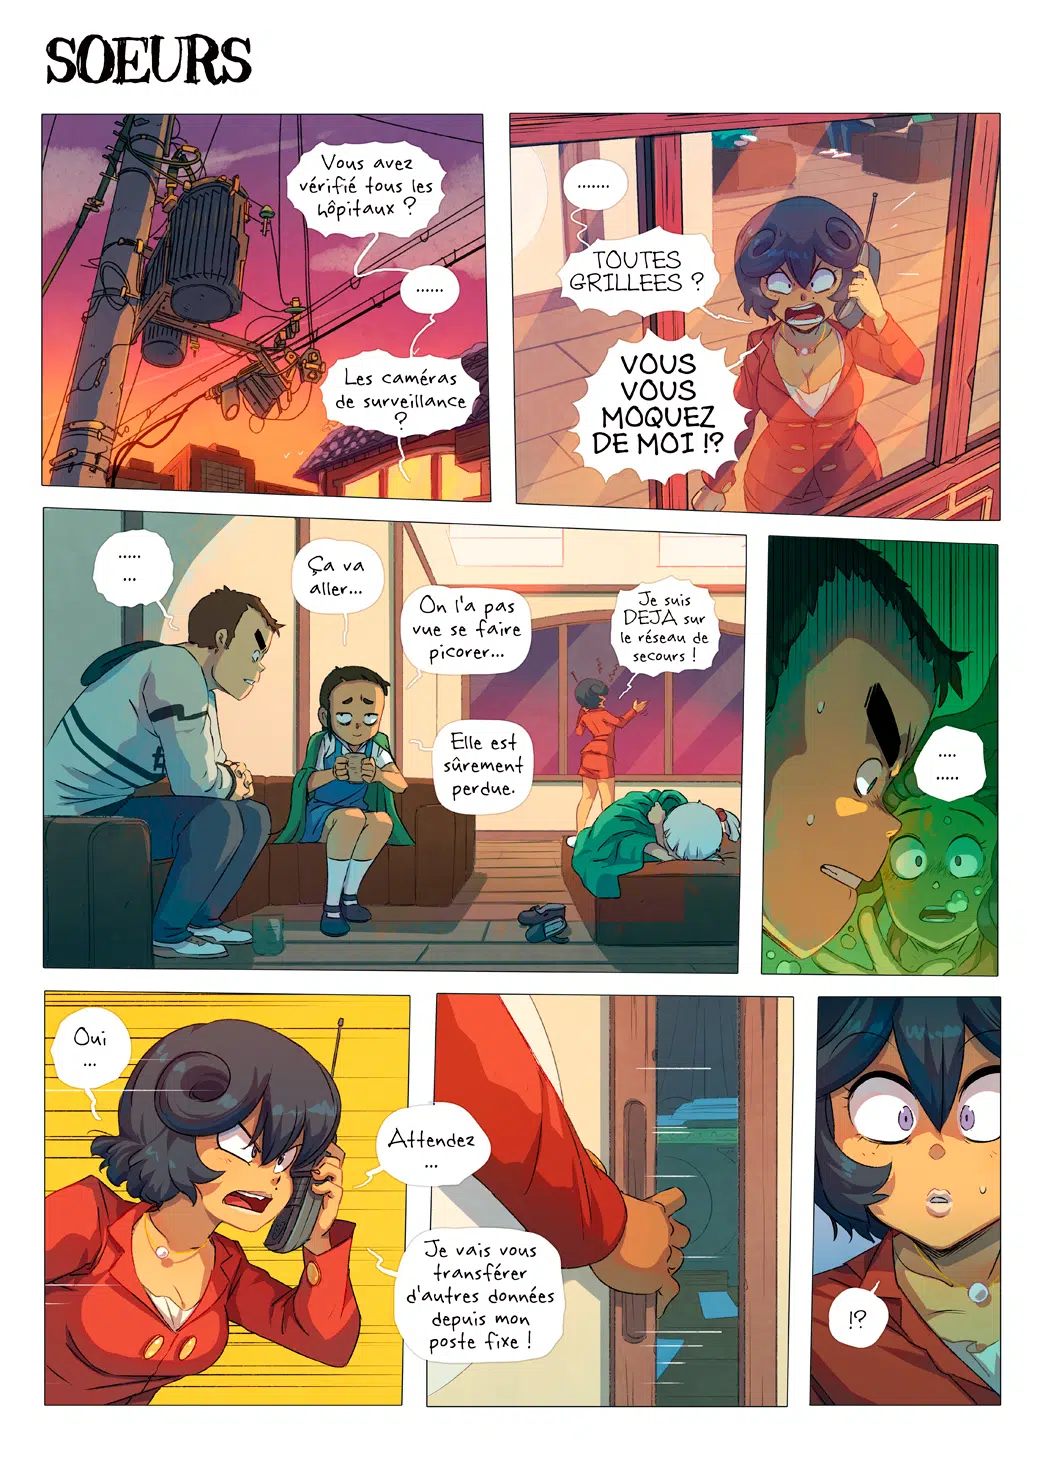 SOEURS
Vous avez
vérifié tous les
hôpitaux ?
......
Les caméras
de surveillance
?
.......
TOUTES
GRILLEES ?
VOUS
VOUS
MOQUEZ
DE MOI !?
.....
...
Ça va
aller...
On l'a pas
vue se faire
picorer...
Elle est
sûrement
perdue.
Je suis
DEJA sur
le réseau de
secours !
....
.....
Oui
...
Attendez
...
Je vais vous
transférer
d'autres données
depuis mon
poste fixe !
!?